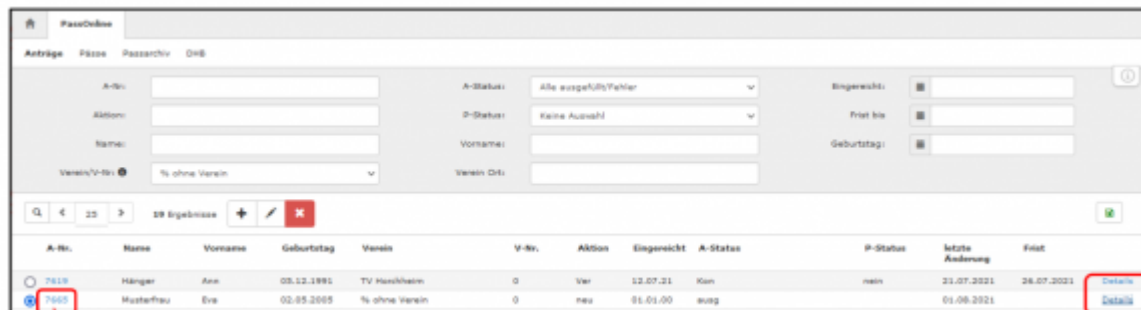 PassOnline
Anträge Pässe Passarchiv DHB
A-Nr: A-Status: Alle ausgefüllt/Fehler Eingereicht:
Aktion: P-Status: Keine Auswahl Frist bis
Name: Vorname: Geburtstag:
Verein/V-Nr: % ohne Verein Verein Ort:
25 19 Ergebnisse
A-Nr. Name Vorname Geburtstag Verein V-Nr. Aktion Eingereicht A-Status P-Status letzte Änderung Frist
7619 Hänger Ann 05.12.1991 TV Horchheim 0 Ver 12.07.21 Kon nein 21.07.2021 26.07.2021 Details
7665 Musterfrau Eva 02.05.2005 % ohne Verein 0 neu 01.01.00 ausg 01.08.2021 Details